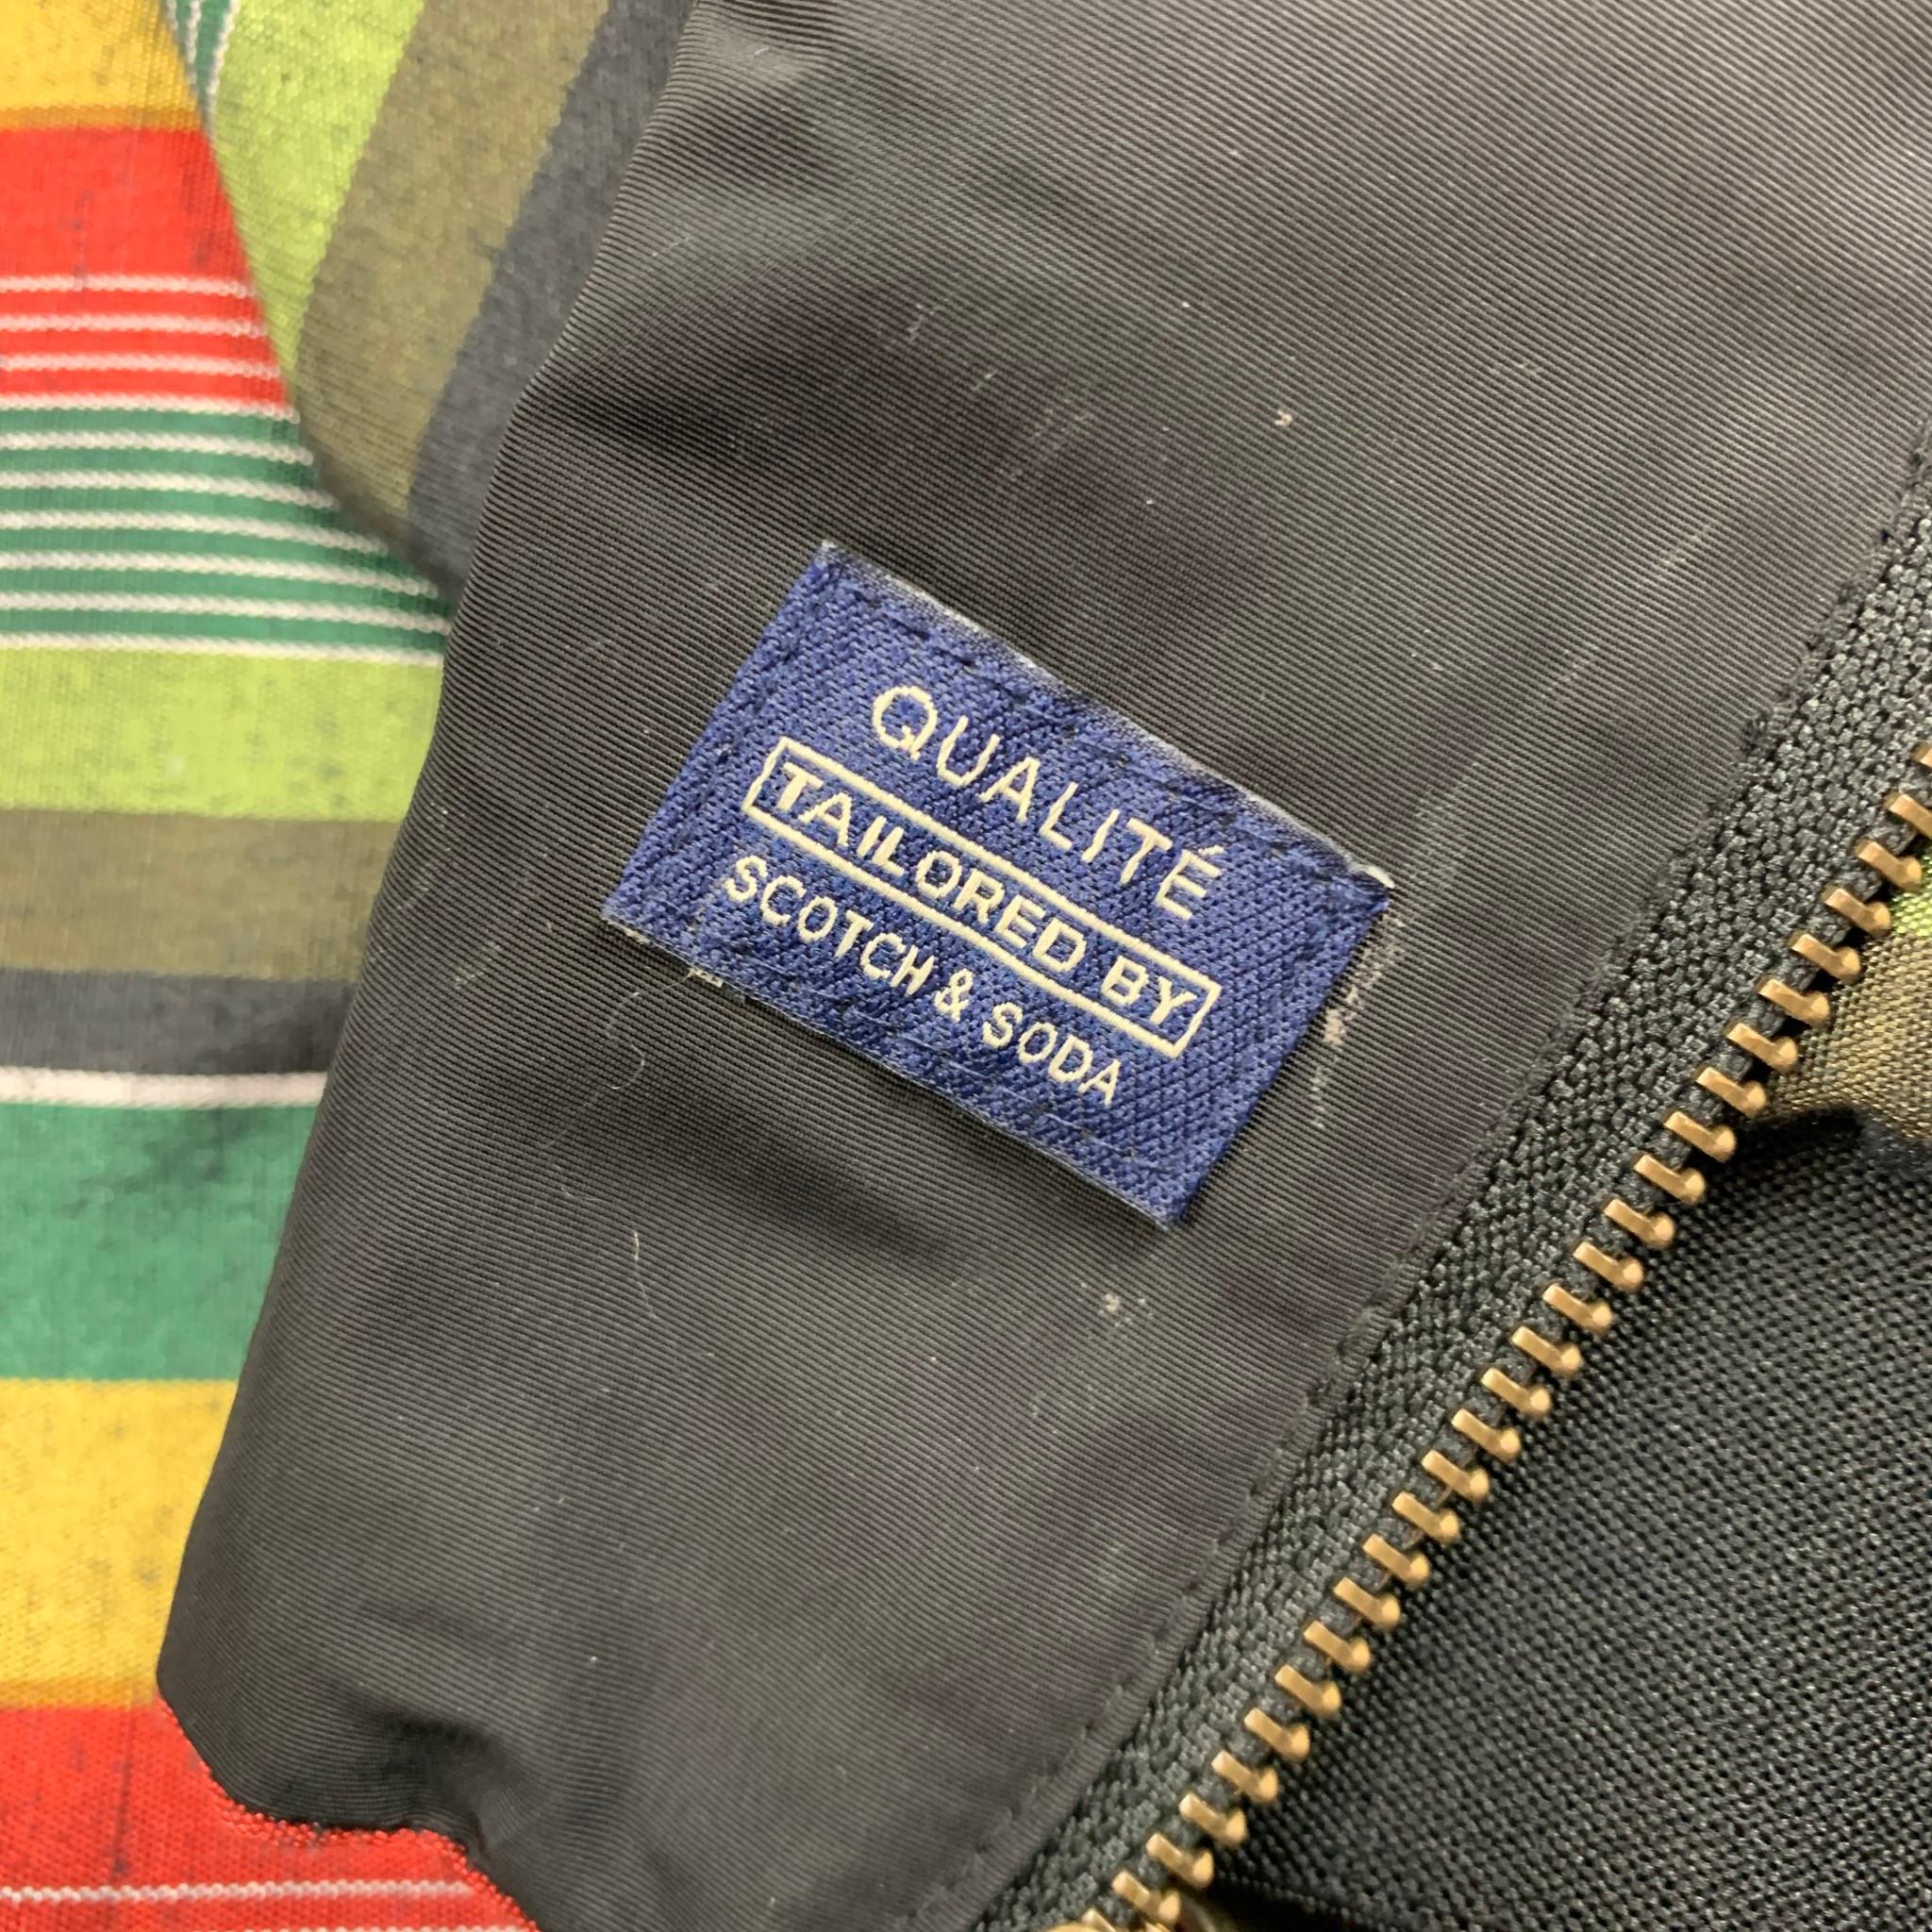 QUALITÉ
TAILORED BY
SCOTCH & SODA